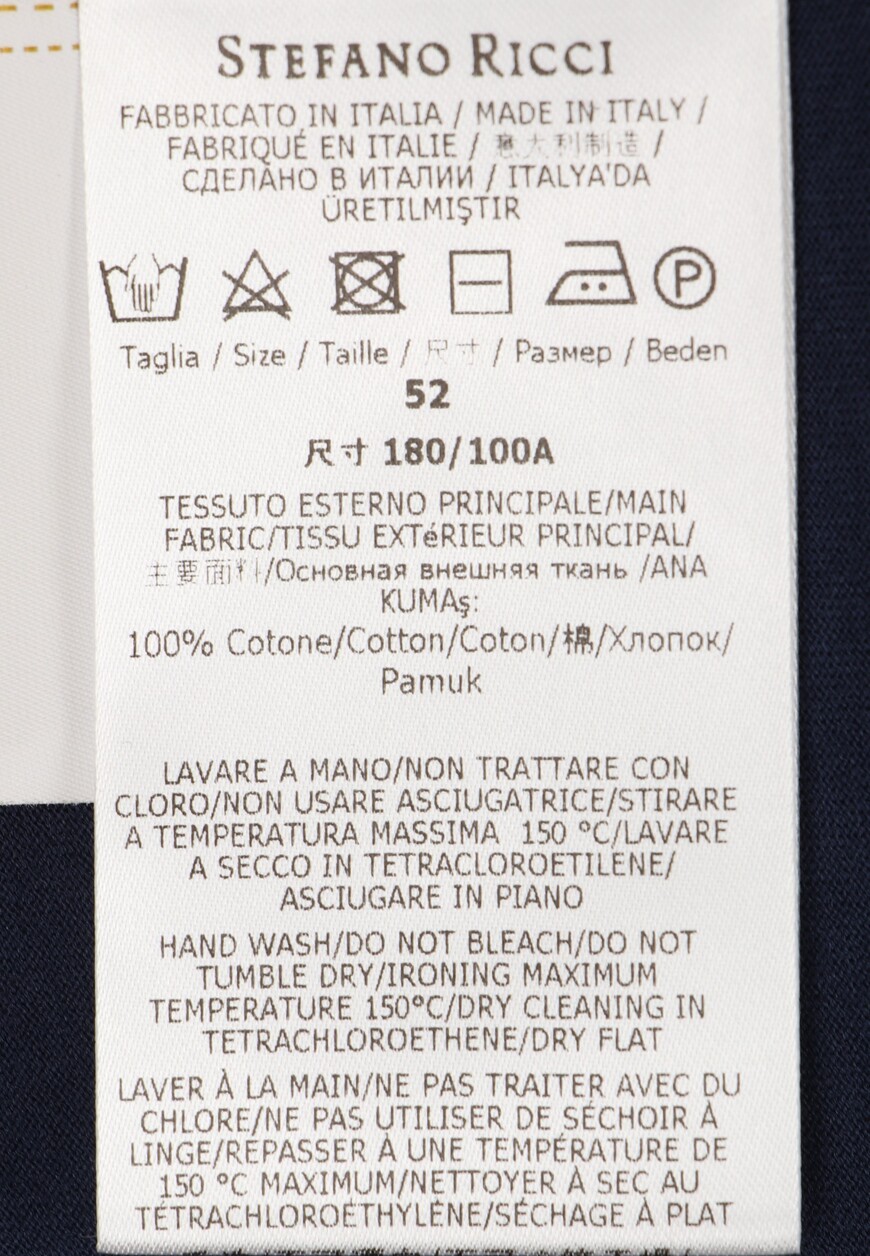 STEFANO RICCI
FABBRICATO IN ITALIA / MADE IN ITALY /
FABRIQUÉ EN ITALIE / 意大利制造 /
СДЕЛАНО В ИТАЛИИ / ITALYA'DA
ÜRETILMIŞTIR
P
Taglia / Size / Taille / 尺寸 / Размер / Beden
52
尺寸 180/100A
TESSUTO ESTERNO PRINCIPALE/MAIN
FABRIC/TISSU EXTéRIEUR PRINCIPAL/
主要面料/Основная внешняя ткань /ANA
KUMAş:
100% Cotone/Cotton/Coton/棉/Хлопок/
Pamuk
LAVARE A MANO/NON TRATTARE CON
CLORO/NON USARE ASCIUGATRICE/STIRARE
A TEMPERATURA MASSIMA 150 °C/LAVARE
A SECCO IN TETRACLOROETILENE/
ASCIUGARE IN PIANO
HAND WASH/DO NOT BLEACH/DO NOT
TUMBLE DRY/IRONING MAXIMUM
TEMPERATURE 150°C/DRY CLEANING IN
TETRACHLOROETHENE/DRY FLAT
LAVER À LA MAIN/NE PAS TRAITER AVEC DU
CHLORE/NE PAS UTILISER DE SÉCHOIR À
LINGE/REPASSER À UNE TEMPÉRATURE DE
150 °C MAXIMUM/NETTOYER À SEC AU
TÉTRACHLOROÉTHYLÈNE/SÉCHAGE À PLAT